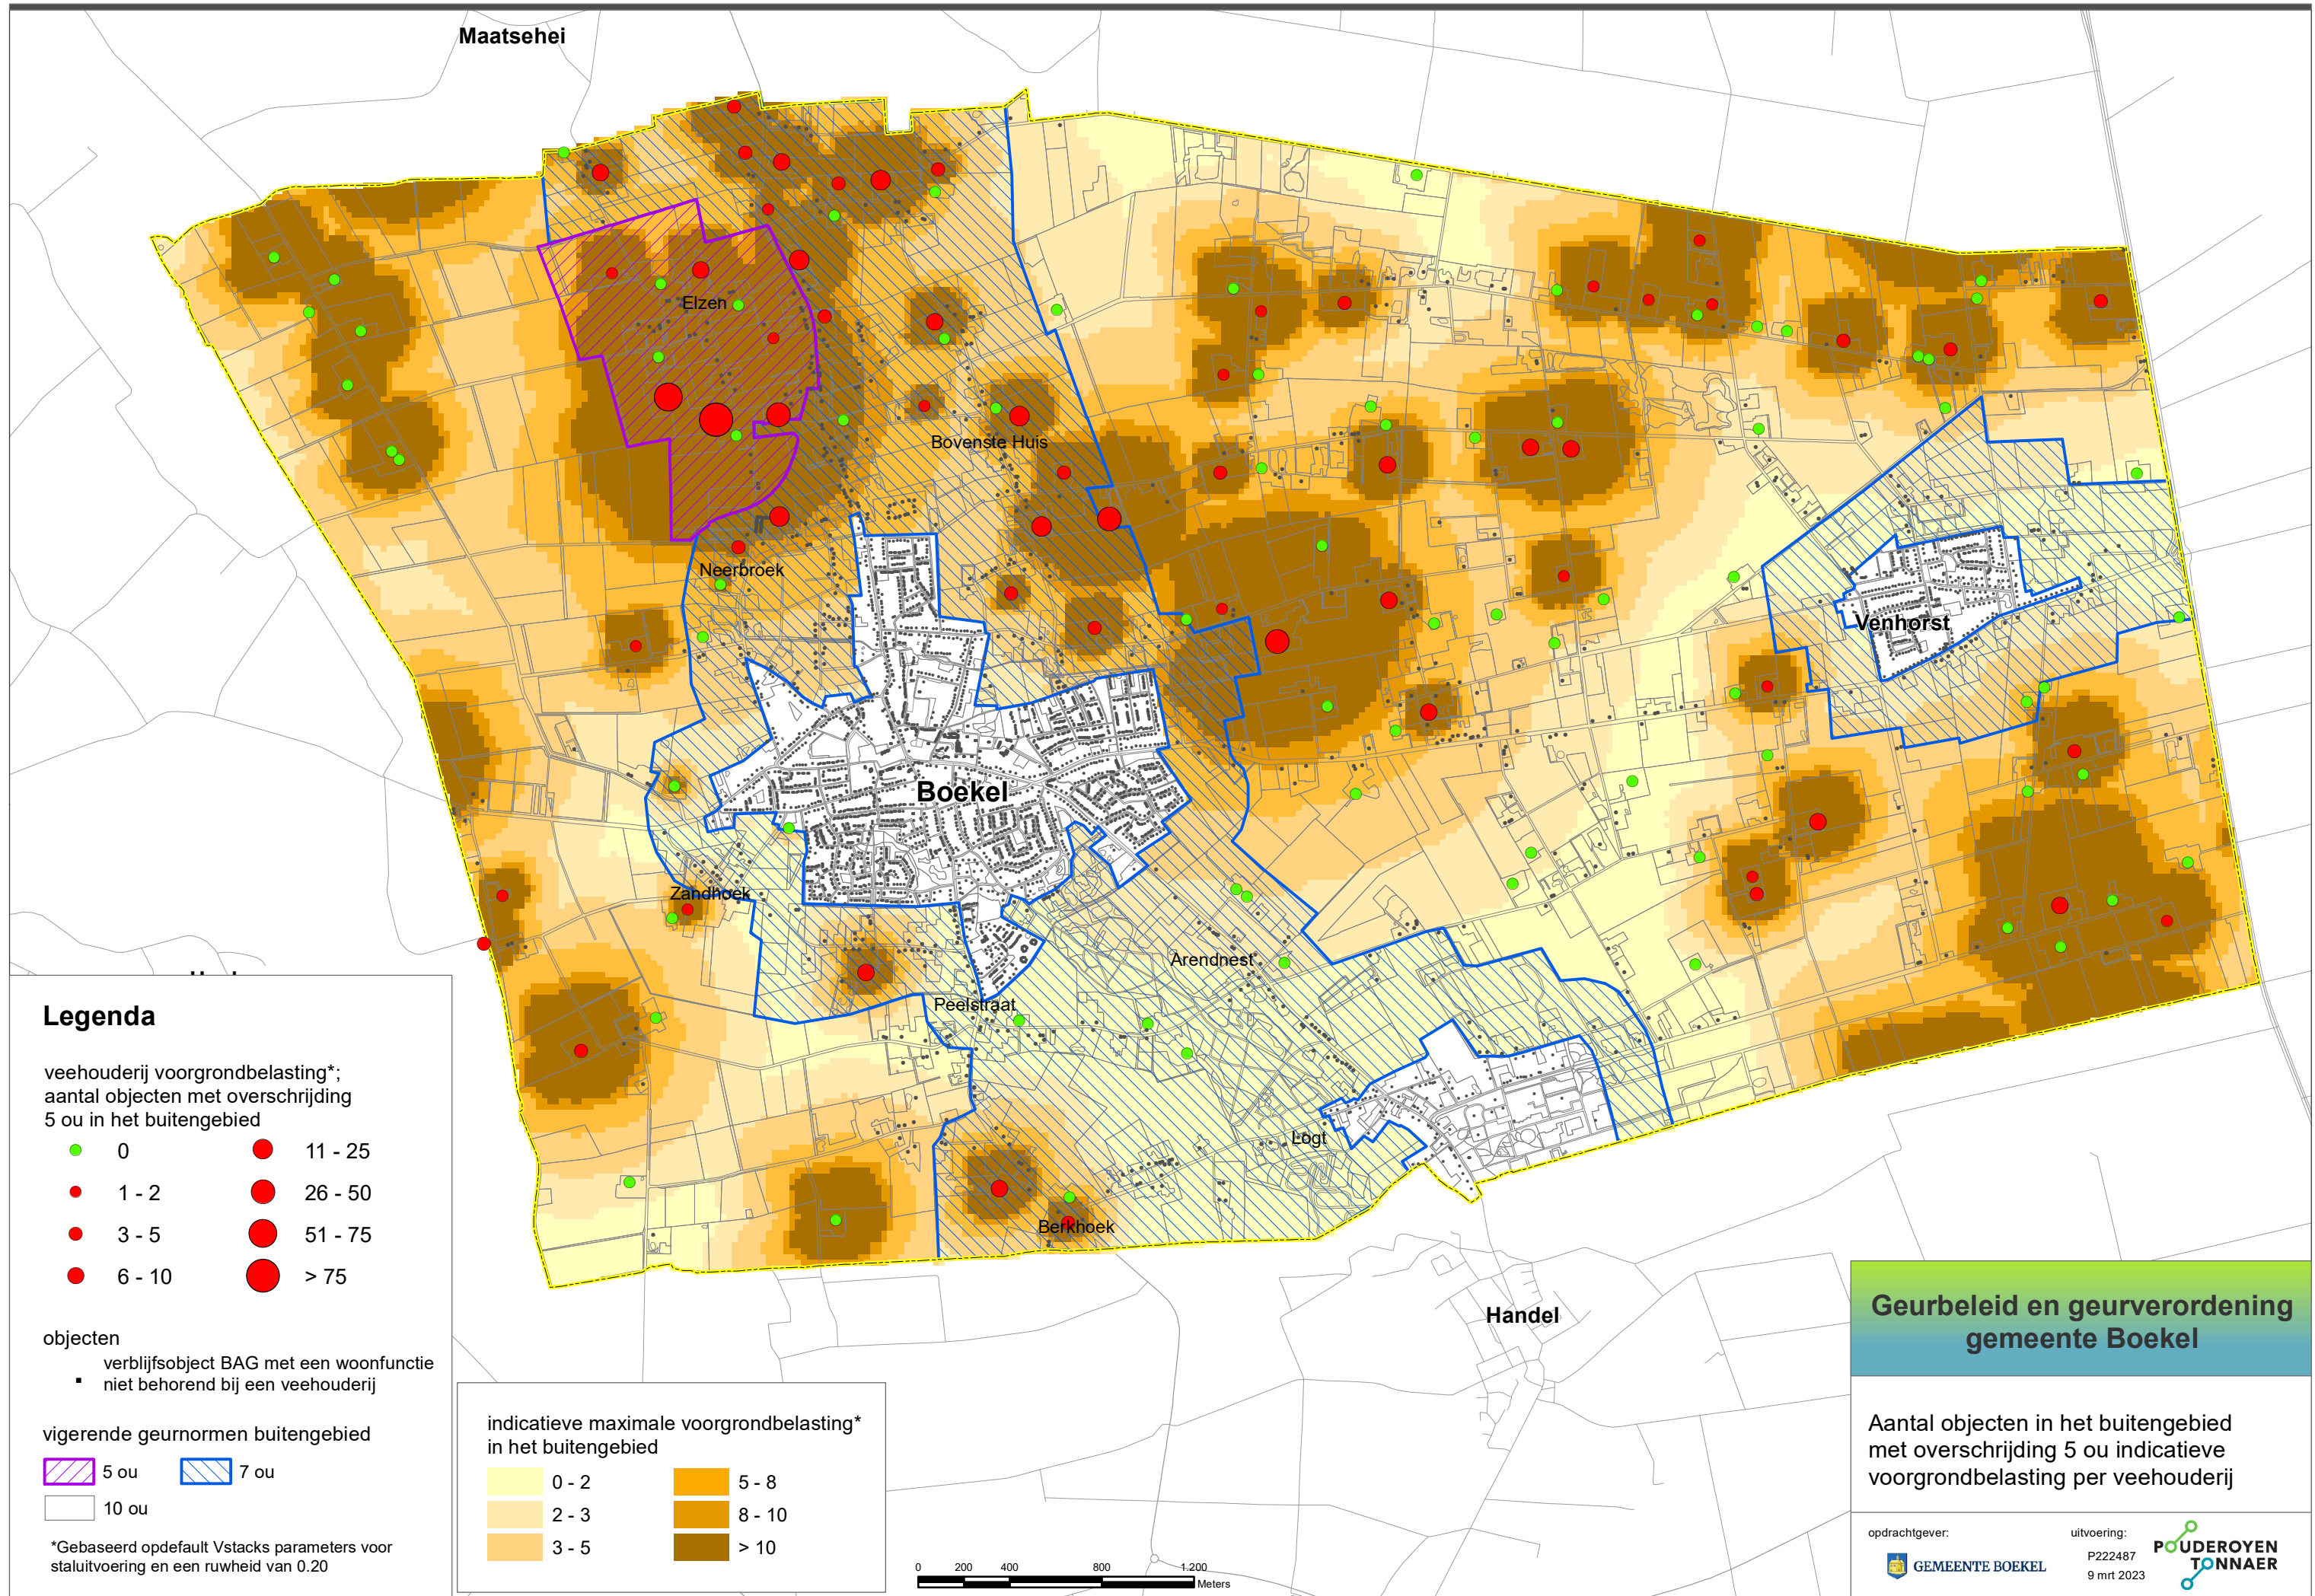 Maatsehei
Elzen
Bovenste Huis
Neerbroek
Venhorst
Boekel
Zandhoek
Arendnest
Peelstraat
Logt
Berkhoek
Handel
Legenda
veehouderij voorgrondbelasting*;
aantal objecten met overschrijding
5 ou in het buitengebied
0
11 - 25
1 - 2
26 - 50
3 - 5
51 - 75
6 - 10
> 75
objecten
verblijfsobject BAG met een woonfunctie
niet behorend bij een veehouderij
vigerende geurnormen buitengebied
5 ou
7 ou
10 ou
*Gebaseerd opdefault Vstacks parameters voor
staluitvoering en een ruwheid van 0.20
indicatieve maximale voorgrondbelasting*
in het buitengebied
0 - 2
5 - 8
2 - 3
8 - 10
3 - 5
> 10
0 200 400 800 1.200
Meters
Geurbeleid en geurverordening
gemeente Boekel
Aantal objecten in het buitengebied
met overschrijding 5 ou indicatieve
voorgrondbelasting per veehouderij
opdrachtgever:
GEMEENTE BOEKEL
uitvoering:
P222487
9 mrt 2023
POUDEROYEN
TONNAER